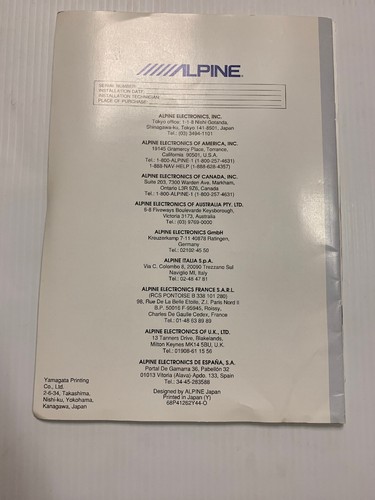 ALPINE
SERIAL NUMBER:
INSTALLATION DATE:
INSTALLATION TECHNICIAN:
PLACE OF PURCHASE:
ALPINE ELECTRONICS, INC.
Tokyo office: 1-1-8 Nishi-Gotanda,
Shinagawa-ku, Tokyo 141-8501, Japan
Tel.: (03) 3494-1101
ALPINE ELECTRONICS OF AMERICA, INC.
19145 Gramercy Place, Torrance,
California 90501, U.S.A.
Tel.: 1-800-ALPINE-1 (1-800-257-4631)
1-888-NAV-HELP (1-888-628-4357)
ALPINE ELECTRONICS OF CANADA, INC.
Suite 203, 7300 Warden Ave. Markham,
Ontario L3R 9Z6, Canada
Tel.: 1-800-ALPINE-1 (1-800-257-4631)
ALPINE ELECTRONICS OF AUSTRALIA PTY. LTD.
6-8 Fiveways Boulevarde Keysborough,
Victoria 3173, Australia
Tel.: (03) 9769-0000
ALPINE ELECTRONICS GmbH
Kreuzerkamp 7-11 40878 Ratingen,
Germany
Tel.: 02102-45 50
ALPINE ITALIA S.p.A.
Via C. Colombo 8, 20090 Trezzano Sul
Naviglio MI, Italy
Tel.: 02-48 47 81
ALPINE ELECTRONICS FRANCE S.A.R.L.
(RCS PONTOISE B 338 101 280)
98, Rue De La Belle Etoile, Z.I. Paris Nord II
B.P. 50016 F-95945, Roissy,
Charles De Gaulle Cedex, France
Tel.: 01-48 63 89 89
ALPINE ELECTRONICS OF U.K., LTD.
13 Tanners Drive, Blakelands,
Milton Keynes MK14 5BU, U.K.
Tel.: 01908-61 15 56
ALPINE ELECTRONICS DE ESPAÑA, S.A.
Portal De Gamarra 36, Pabellón 32
01013 Vitoria (Alava) Apdo. 133, Spain
Tel.: 34-45-283588
Designed by ALPINE Japan
Printed in Japan (Y)
68P41262Y44-O
Yamagata Printing
Co., Ltd.
2-6-34, Takashima,
Nishi-ku, Yokohama,
Kanagawa, Japan